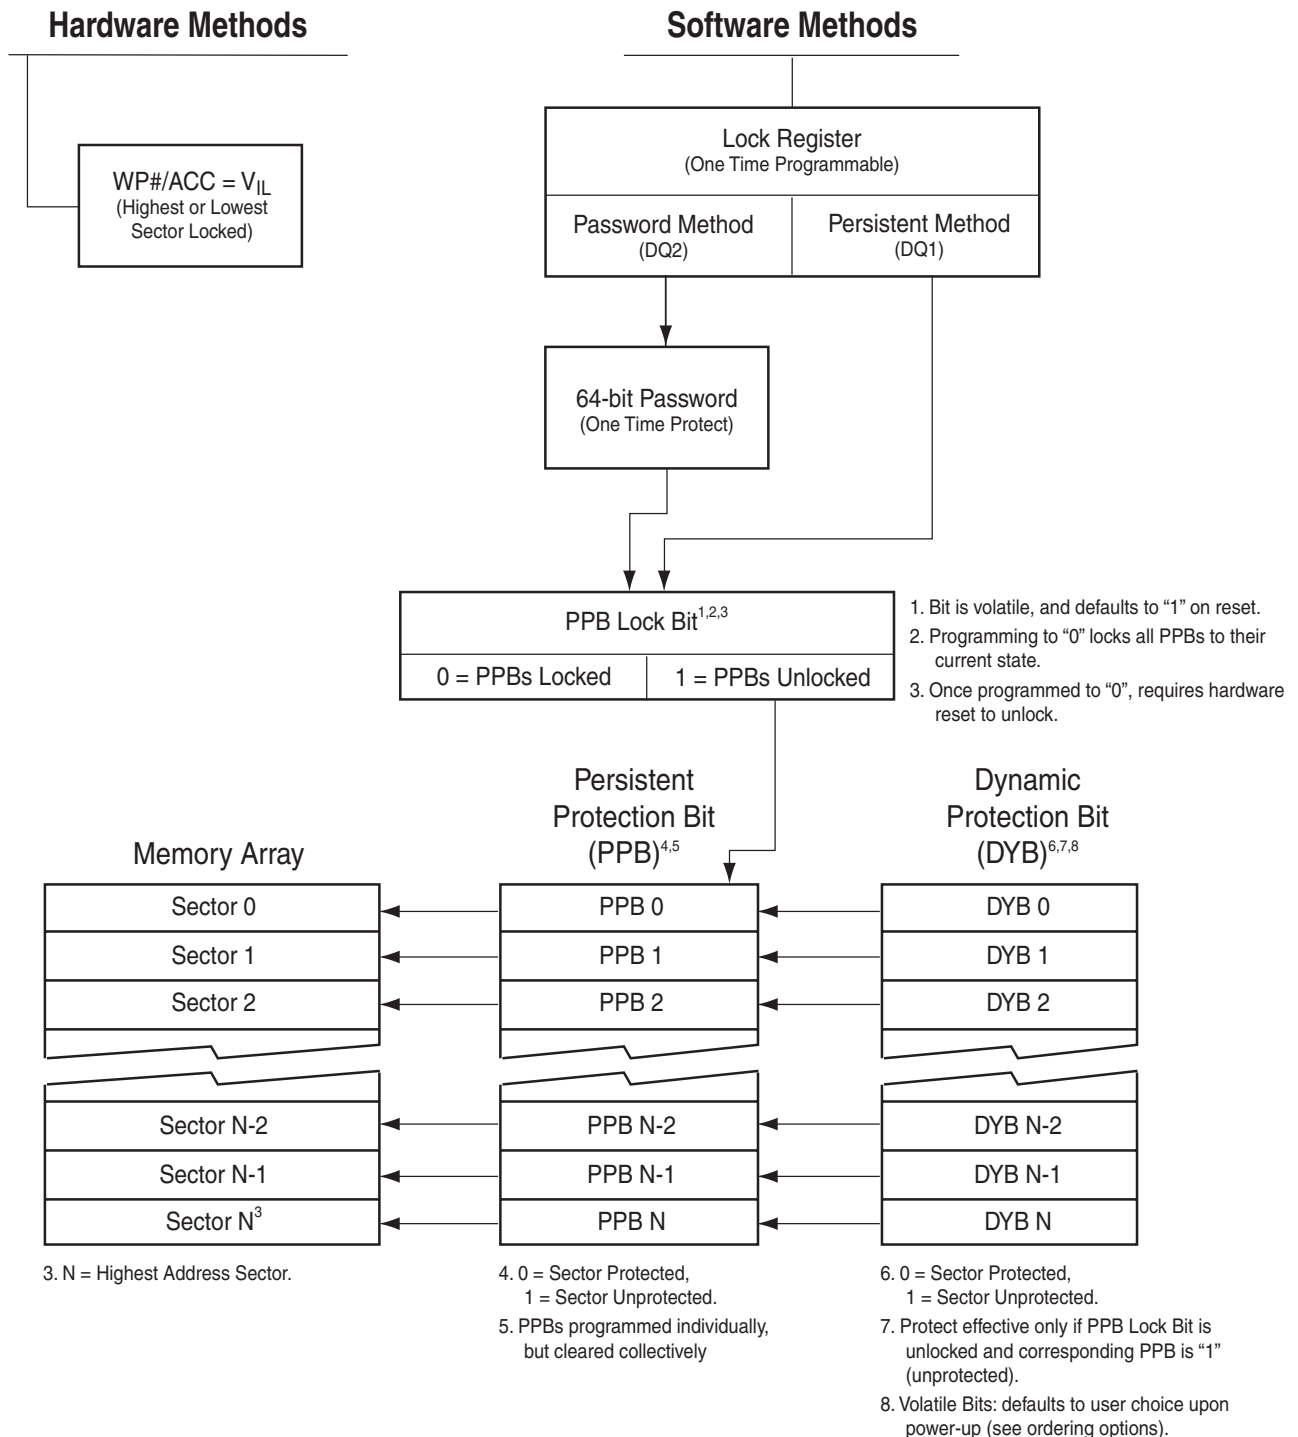 Hardware Methods
Software Methods
WP#/ACC = VIL
(Highest or Lowest
Sector Locked)
Lock Register
(One Time Programmable)
Password Method
(DQ2)
Persistent Method
(DQ1)
64-bit Password
(One Time Protect)
PPB Lock Bit1,2,3
0 = PPBs Locked
1 = PPBs Unlocked
1. Bit is volatile, and defaults to “1” on reset.
2. Programming to “0” locks all PPBs to their
current state.
3. Once programmed to “0”, requires hardware
reset to unlock.
Memory Array
Persistent
Protection Bit
(PPB)4,5
Dynamic
Protection Bit
(DYB)6,7,8
Sector 0
PPB 0
DYB 0
Sector 1
PPB 1
DYB 1
Sector 2
PPB 2
DYB 2
Sector N-2
PPB N-2
DYB N-2
Sector N-1
PPB N-1
DYB N-1
Sector N3
PPB N
DYB N
3. N = Highest Address Sector.
4. 0 = Sector Protected,
1 = Sector Unprotected.
5. PPBs programmed individually,
but cleared collectively
6. 0 = Sector Protected,
1 = Sector Unprotected.
7. Protect effective only if PPB Lock Bit is
unlocked and corresponding PPB is “1”
(unprotected).
8. Volatile Bits: defaults to user choice upon
power-up (see ordering options).